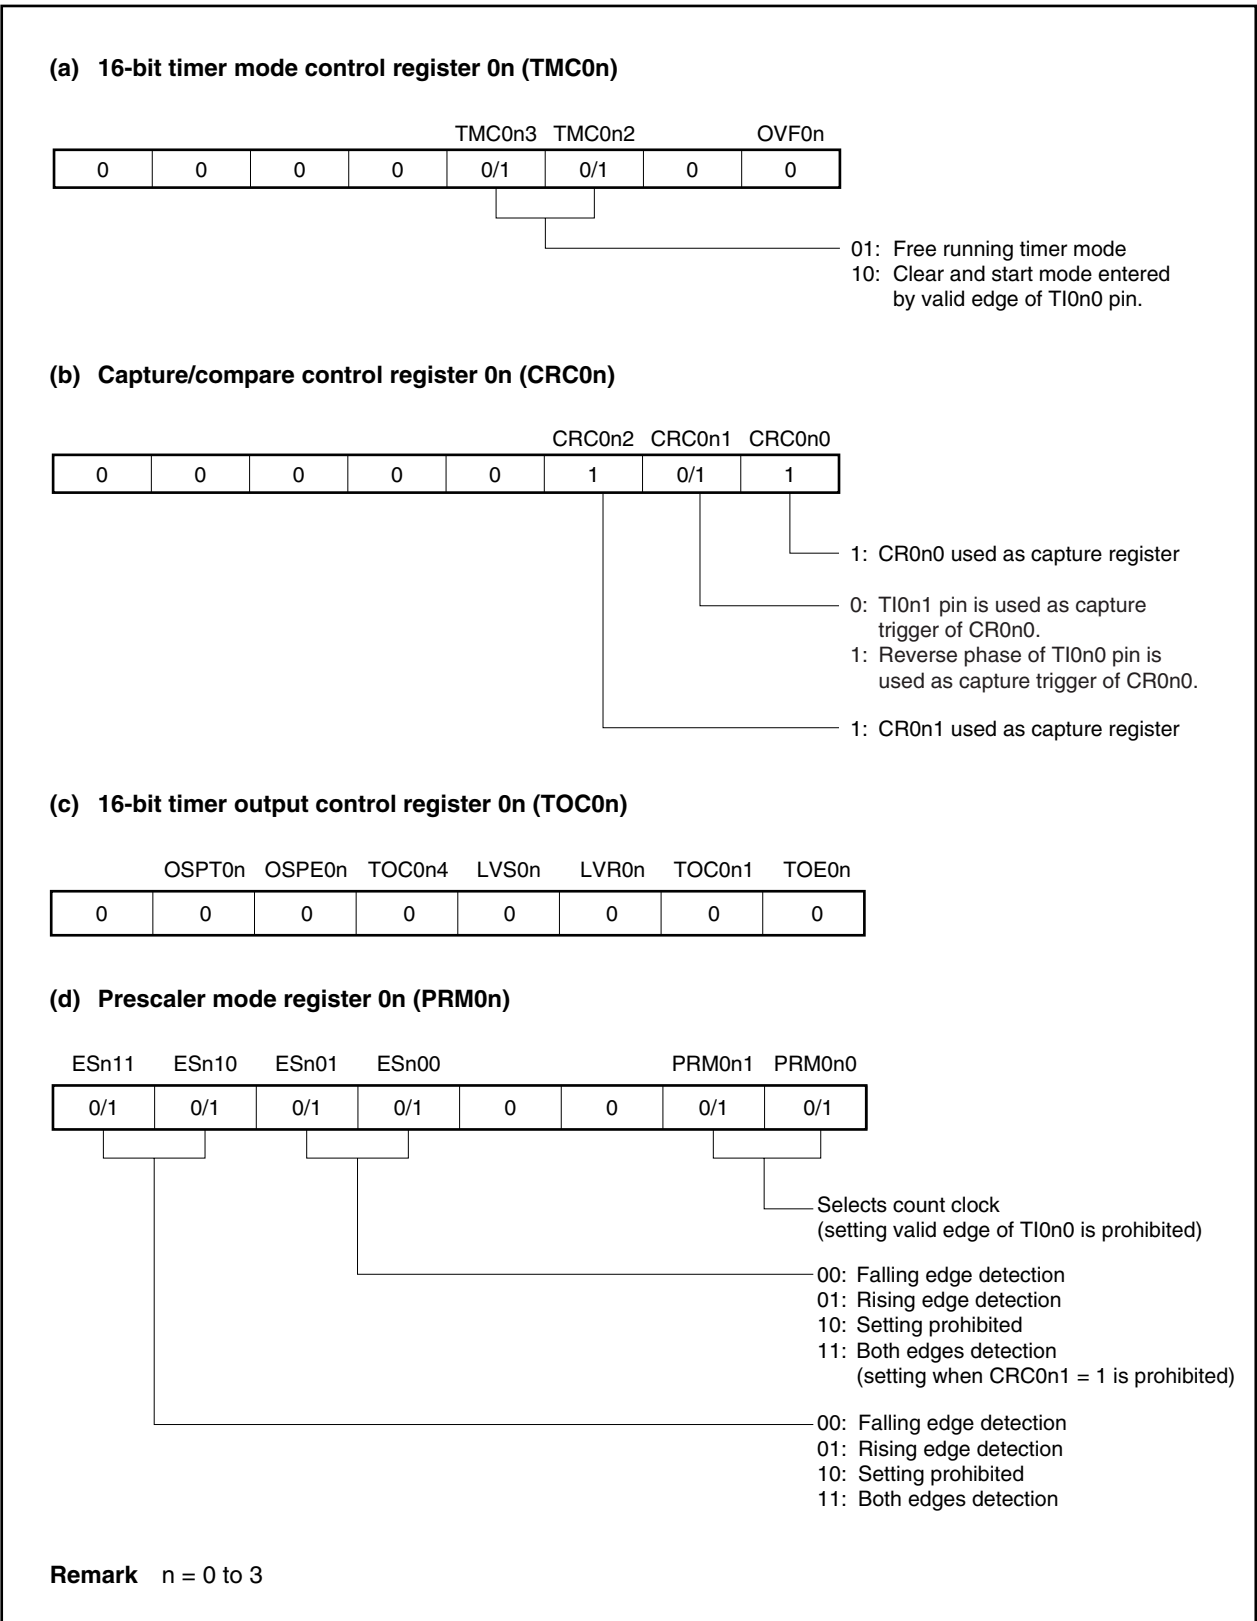 (a) 16-bit timer mode control register 0n (TMC0n)
TMC0n3 TMC0n2 OVF0n
0 0 0 0 0/1 0/1 0 0
01: Free running timer mode
10: Clear and start mode entered
by valid edge of TI0n0 pin.
(b) Capture/compare control register 0n (CRC0n)
CRC0n2 CRC0n1 CRC0n0
0 0 0 0 0 1 0/1 1
1: CR0n0 used as capture register
0: TI0n1 pin is used as capture
trigger of CR0n0.
1: Reverse phase of TI0n0 pin is
used as capture trigger of CR0n0.
1: CR0n1 used as capture register
(c) 16-bit timer output control register 0n (TOC0n)
OSPT0n OSPE0n TOC0n4 LVS0n LVR0n TOC0n1 TOE0n
0 0 0 0 0 0 0 0
(d) Prescaler mode register 0n (PRM0n)
ESn11 ESn10 ESn01 ESn00 PRM0n1 PRM0n0
0/1 0/1 0/1 0/1 0 0 0/1 0/1
Selects count clock
(setting valid edge of TI0n0 is prohibited)
00: Falling edge detection
01: Rising edge detection
10: Setting prohibited
11: Both edges detection
(setting when CRC0n1 = 1 is prohibited)
00: Falling edge detection
01: Rising edge detection
10: Setting prohibited
11: Both edges detection
Remark n = 0 to 3